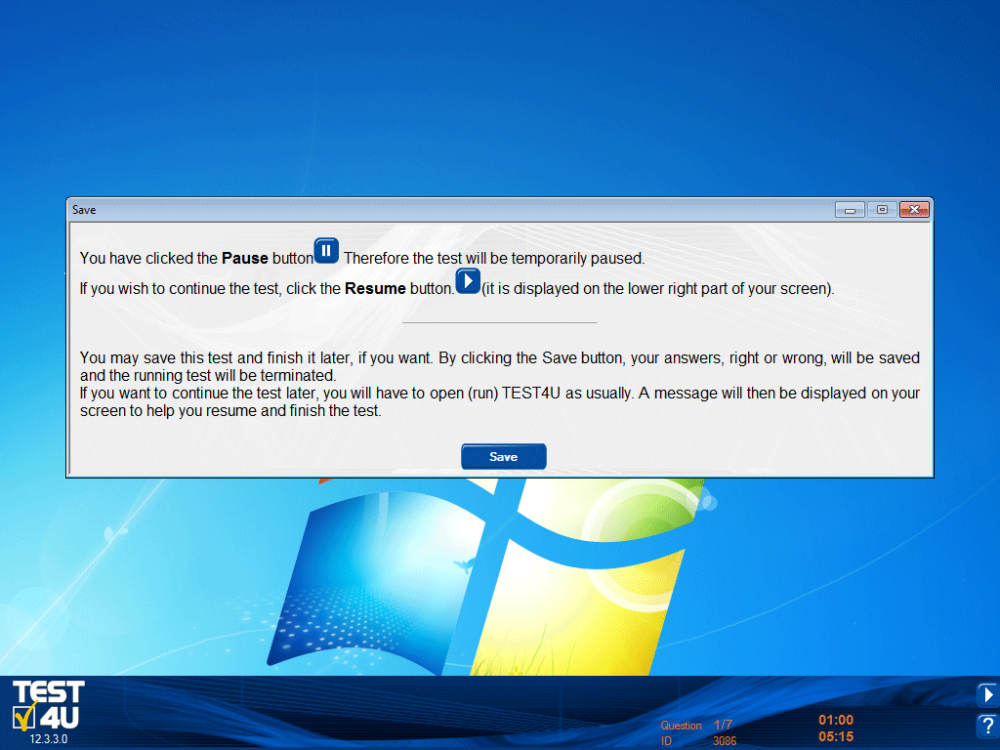 Save
You have clicked the Pause button Therefore the test will be temporarily paused.
If you wish to continue the test, click the Resume button. (it is displayed on the lower right part of your screen).
You may save this test and finish it later, if you want. By clicking the Save button, your answers, right or wrong, will be saved
and the running test will be terminated.
If you want to continue the test later, you will have to open (run) TEST4U as usually. A message will then be displayed on your
screen to help you resume and finish the test.
Save
TEST
4U
12.3.3.0
Question 1/7
ID 3086
01:00
05:15
?